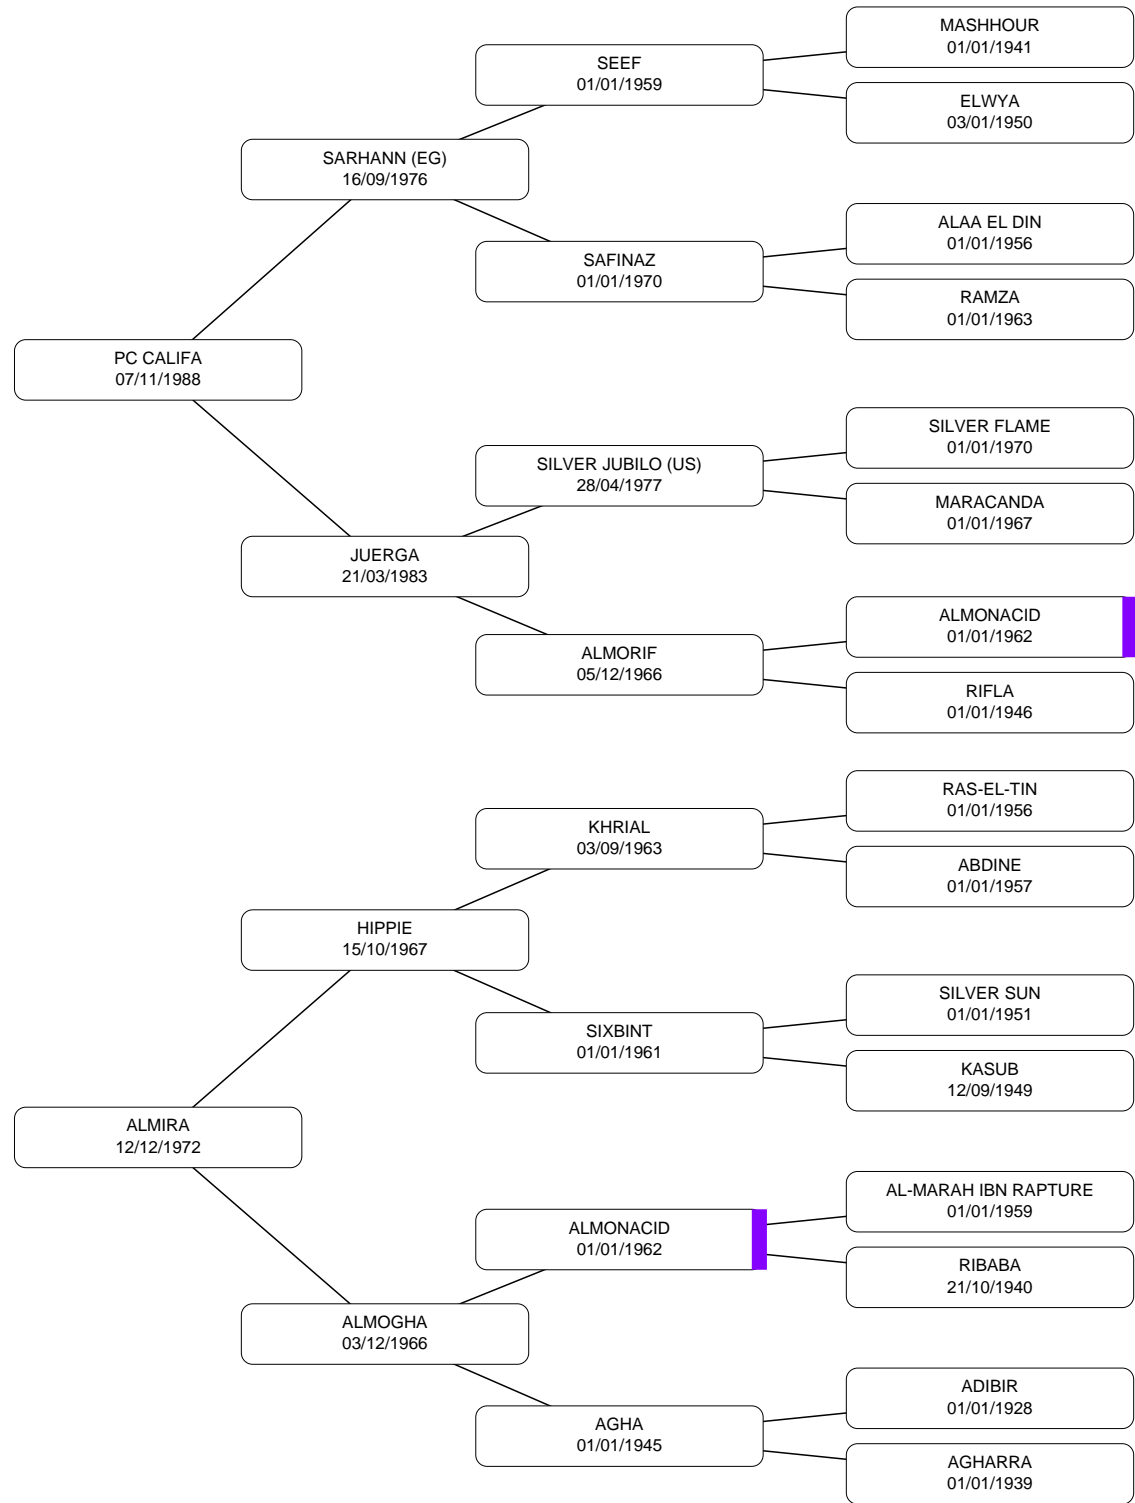 MASHHOUR
01/01/1941
SEEF
01/01/1959
ELWYA
03/01/1950
SARHANN (EG)
16/09/1976
ALAA EL DIN
01/01/1956
SAFINAZ
01/01/1970
RAMZA
01/01/1963
PC CALIFA
07/11/1988
SILVER FLAME
01/01/1970
SILVER JUBILO (US)
28/04/1977
MARACANDA
01/01/1967
JUERGA
21/03/1983
ALMONACID
01/01/1962
ALMORIF
05/12/1966
RIFLA
01/01/1946
RAS-EL-TIN
01/01/1956
KHRIAL
03/09/1963
ABDINE
01/01/1957
HIPPIE
15/10/1967
SILVER SUN
01/01/1951
SIXBINT
01/01/1961
KASUB
12/09/1949
ALMIRA
12/12/1972
AL-MARAH IBN RAPTURE
01/01/1959
ALMONACID
01/01/1962
RIBABA
21/10/1940
ALMOGHA
03/12/1966
ADIBIR
01/01/1928
AGHA
01/01/1945
AGHARRA
01/01/1939